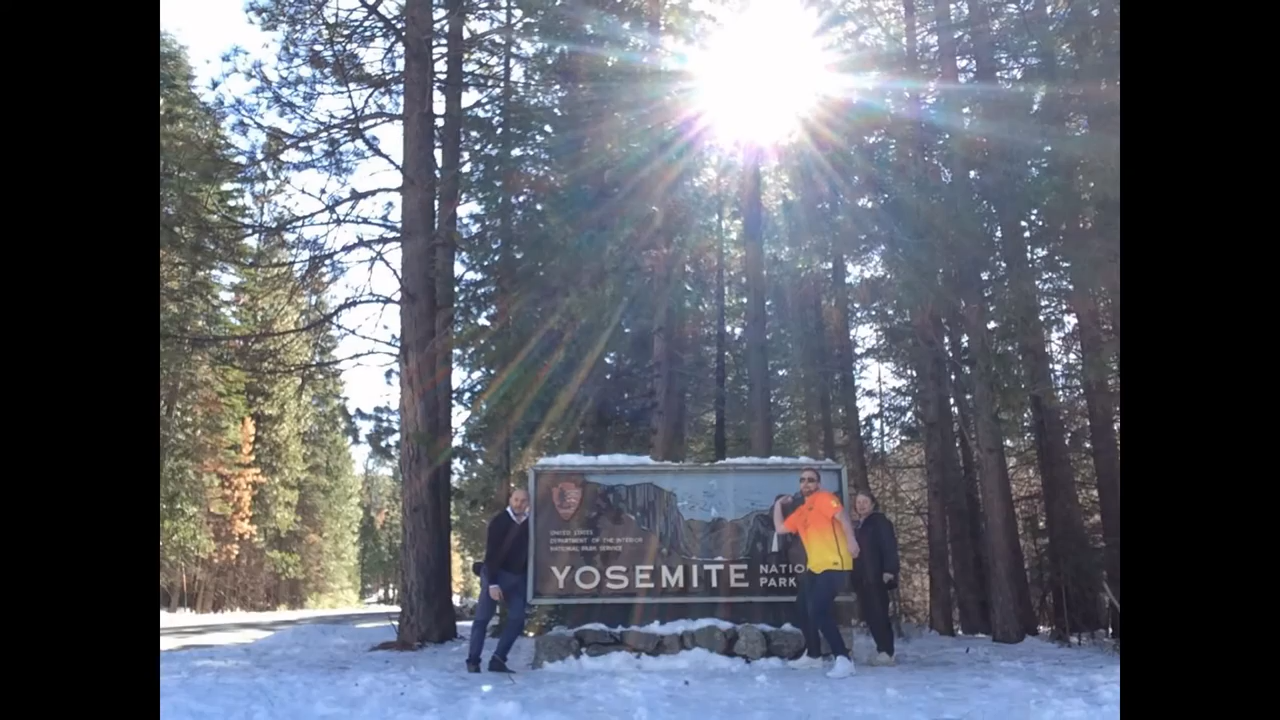 UNITED STATES
DEPARTMENT OF THE INTERIOR
NATIONAL PARK SERVICE
YOSEMITE
NATIO
PARK